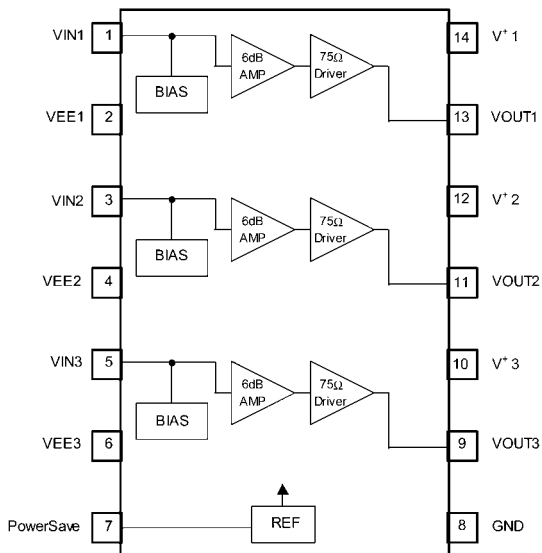 VIN1 1 14 V+1
6dB AMP
75Ω Driver
BIAS
VEE1 2 13 VOUT1
VIN2 3 12 V+2
6dB AMP
75Ω Driver
BIAS
VEE2 4 11 VOUT2
VIN3 5 10 V+3
6dB AMP
75Ω Driver
BIAS
VEE3 6 9 VOUT3
PowerSave 7 REF 8 GND